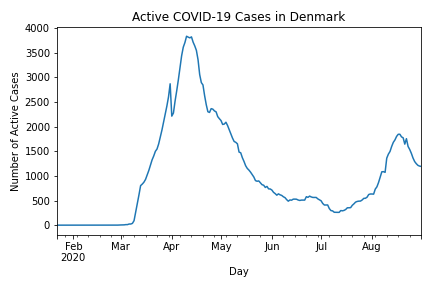 Active COVID-19 Cases in Denmark
4000
3500
3000
2500
2000
1500
1000
500
0
Number of Active Cases
Feb Mar Apr May Jun Jul Aug
2020
Day